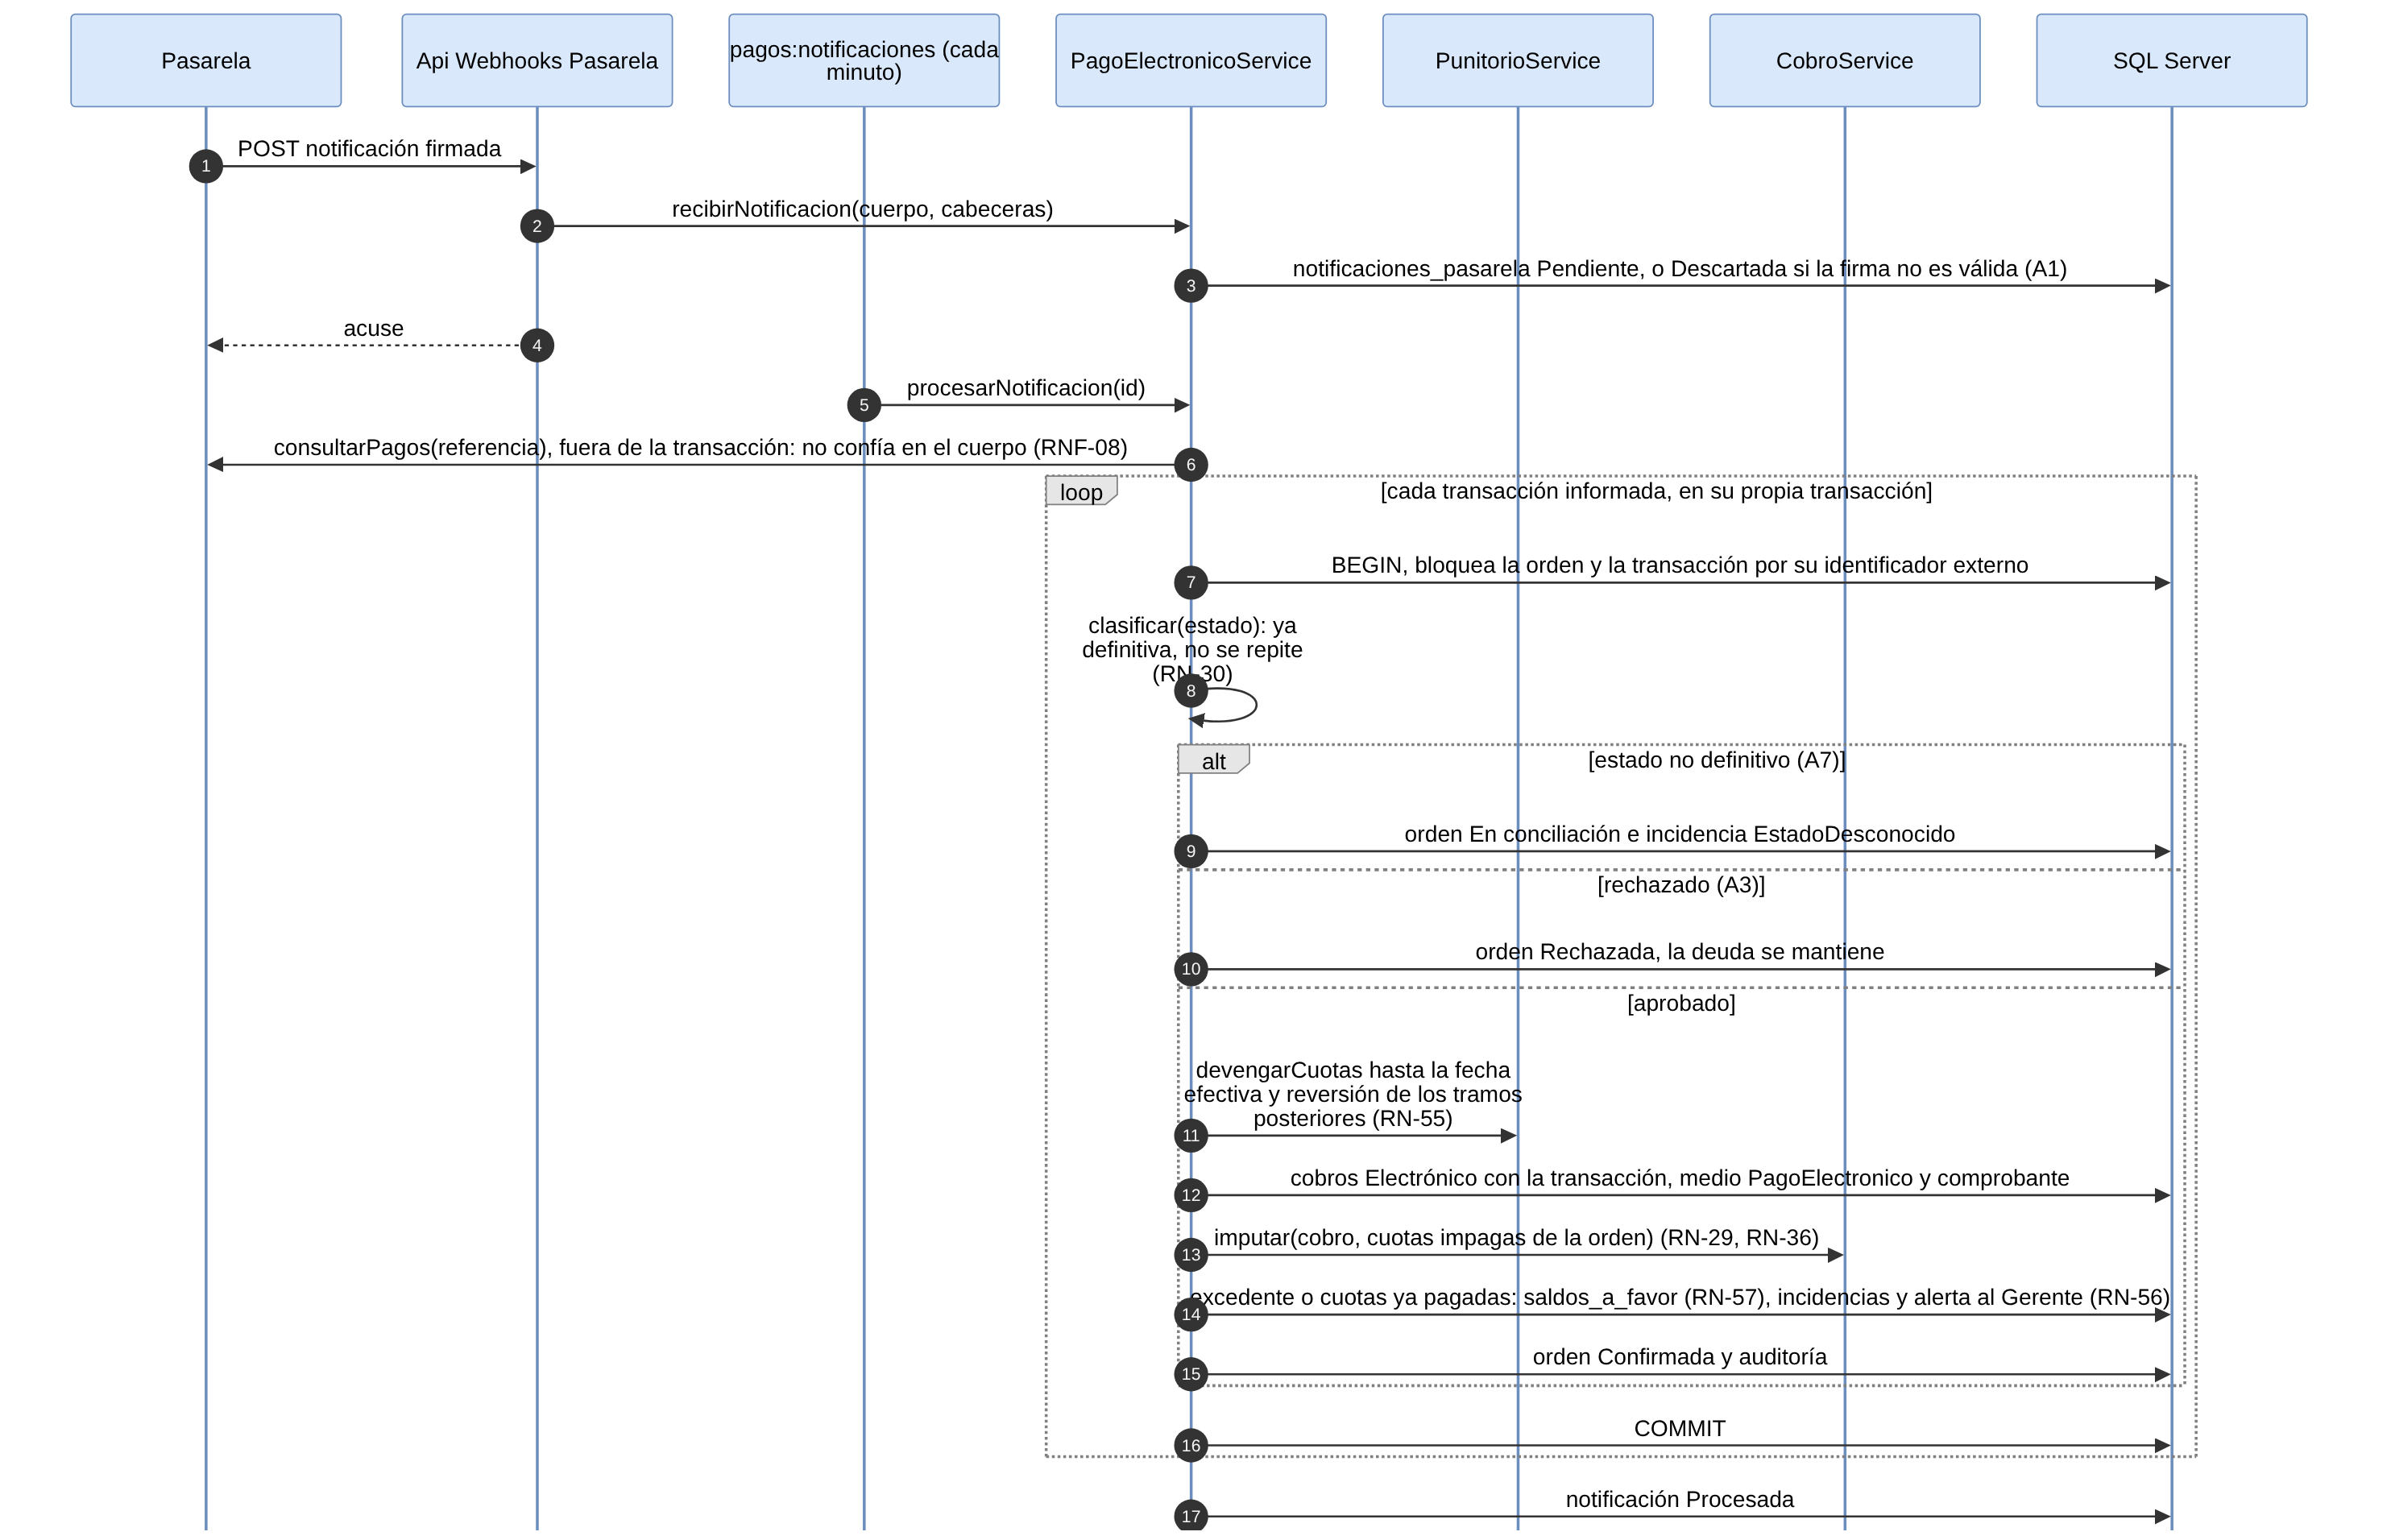 Pasarela
Api Webhooks Pasarela
pagos:notificaciones (cada
minuto)
PagoElectronicoService
PunitorioService
CobroService
SQL Server
POST notificación firmada
1
recibirNotificacion(cuerpo, cabeceras)
2
notificaciones_pasarela Pendiente, o Descartada si la firma no es válida (A1)
3
acuse
4
procesarNotificacion(id)
5
consultarPagos(referencia), fuera de la transacción: no confía en el cuerpo (RNF-08)
6
loop
[cada transacción informada, en su propia transacción]
BEGIN, bloquea la orden y la transacción por su identificador externo
7
clasificar(estado): ya
definitiva, no se repite
(RN-30)
8
alt
[estado no definitivo (A7)]
orden En conciliación e incidencia EstadoDesconocido
9
[rechazado (A3)]
orden Rechazada, la deuda se mantiene
10
[aprobado]
devengarCuotas hasta la fecha
efectiva y reversión de los tramos
posteriores (RN-55)
11
cobros Electrónico con la transacción, medio PagoElectronico y comprobante
12
imputar(cobro, cuotas impagas de la orden) (RN-29, RN-36)
13
excedente o cuotas ya pagadas: saldos_a_favor (RN-57), incidencias y alerta al Gerente (RN-56)
14
orden Confirmada y auditoría
15
COMMIT
16
notificación Procesada
17